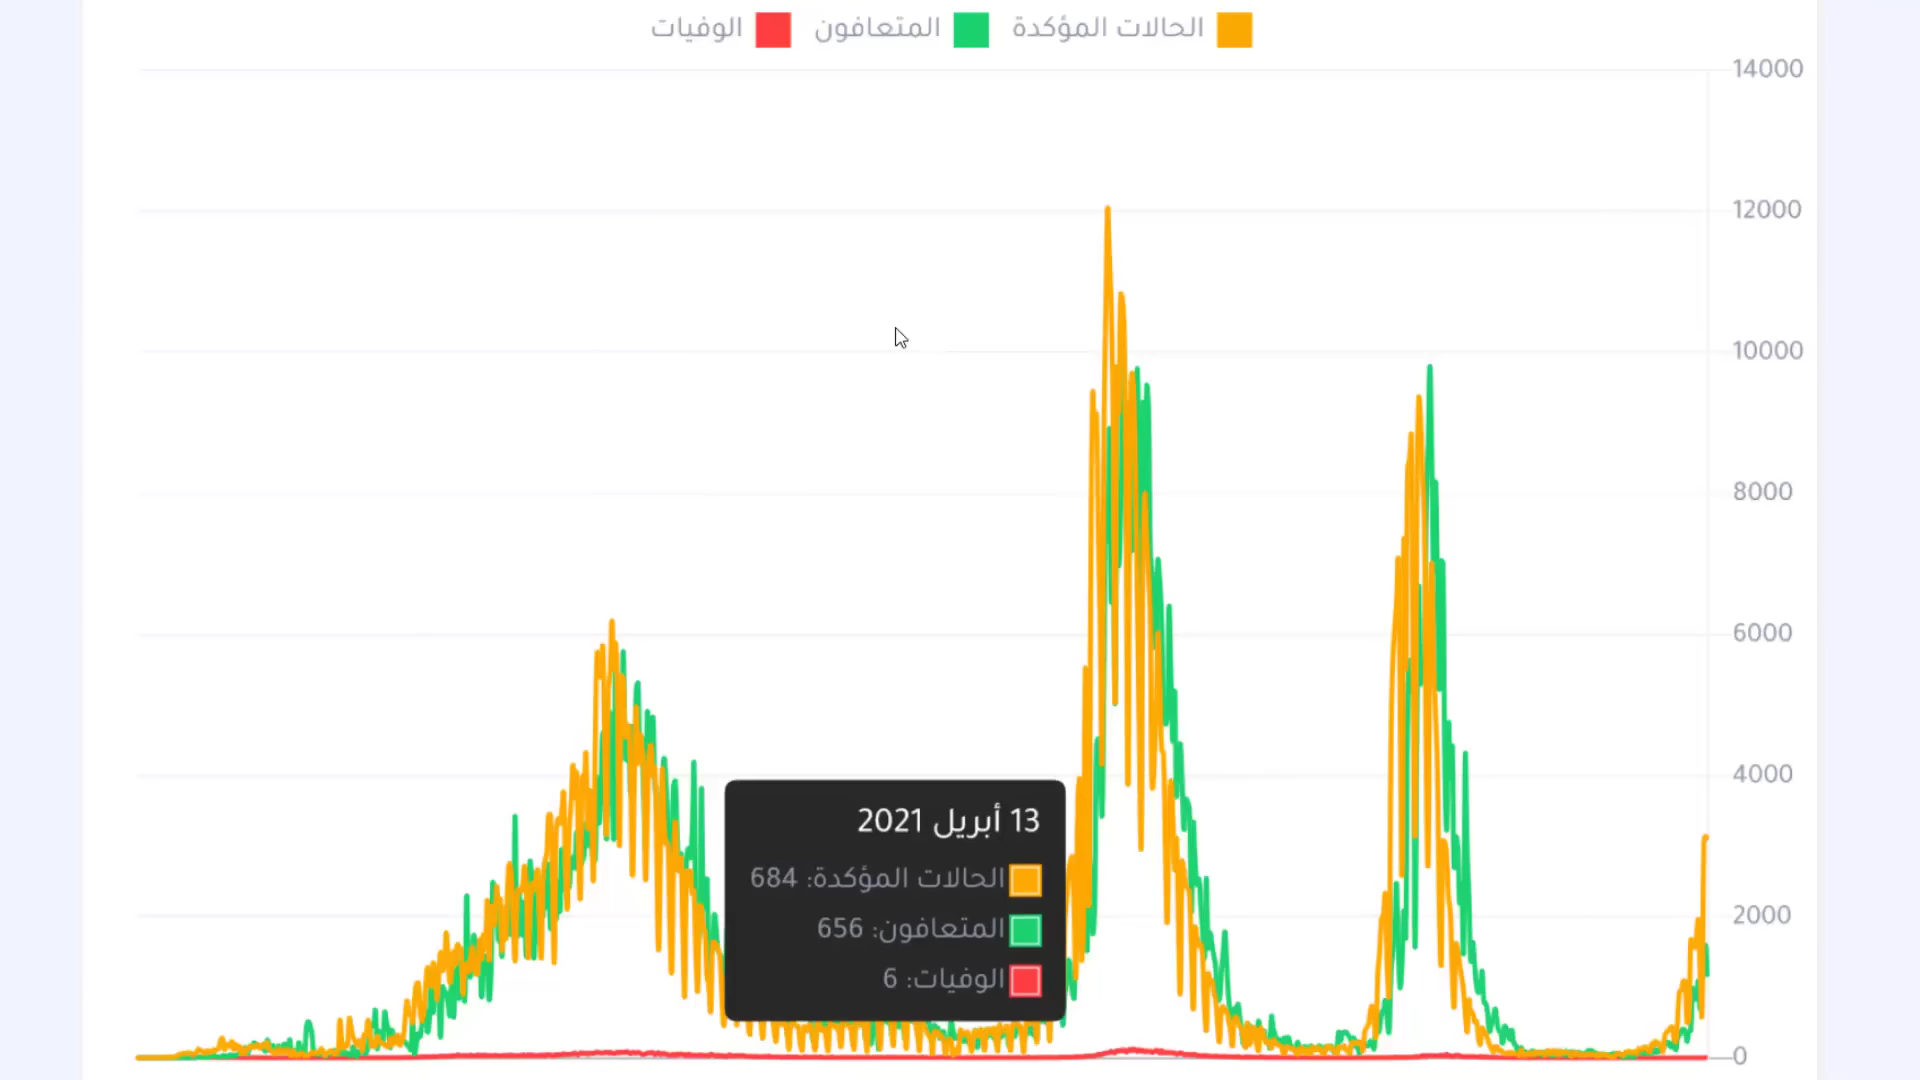 الحالات المؤكدة المتعافون الوفيات
14000
12000
10000
8000
6000
4000
2000
0
13 أبريل 2021
الحالات المؤكدة: 684
المتعافون: 656
الوفيات: 6